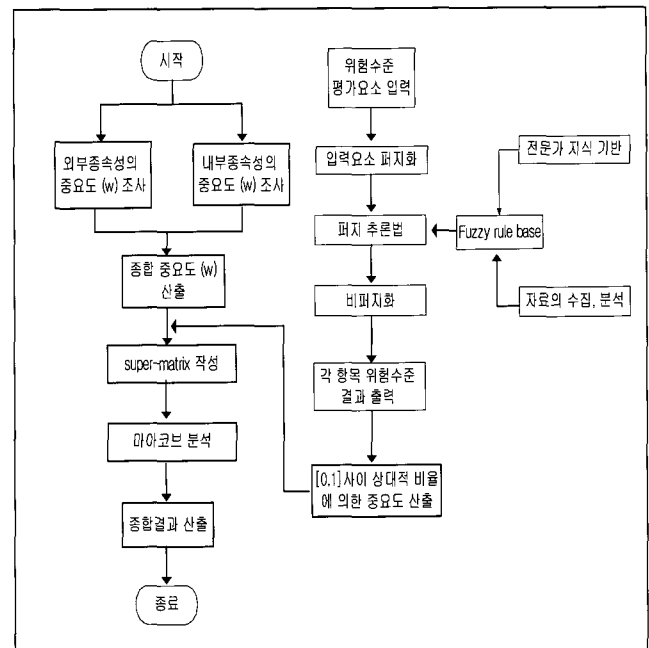 시작
외부종속성의
중요도 (w) 조사
내부종속성의
중요도 (w) 조사
종합 중요도 (w)
산출
super-matrix 작성
마아코브 분석
종합결과 산출
종료
위험수준
평가요소 입력
입력요소 퍼지화
퍼지 추론법
비퍼지화
각 항목 위험수준
결과 출력
[0.1]사이 상대적 비율
에 의한 중요도 산출
전문가 지식 기반
Fuzzy rule base
자료의 수집, 분석